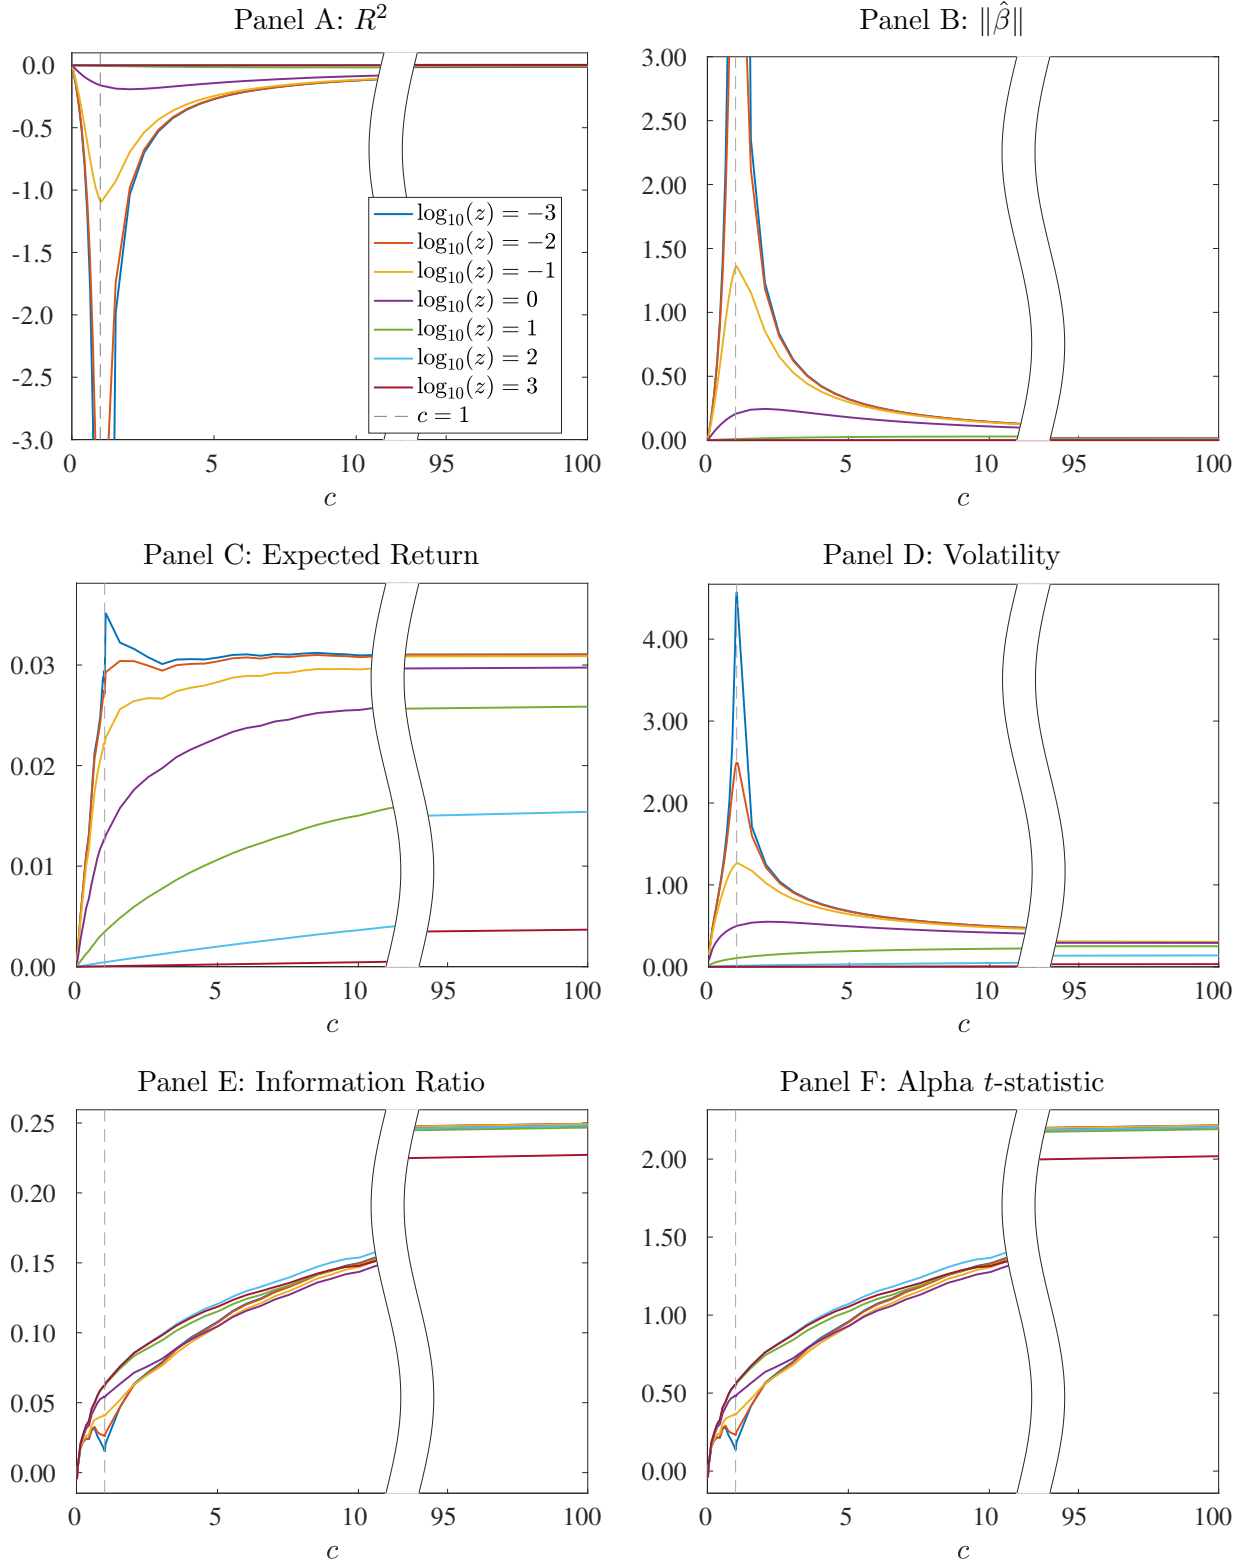 Panel A: R²
Panel B: ‖β̂‖
0.0
-0.5
-1.0
-1.5
-2.0
-2.5
-3.0
0 5 10 95 100
c
log₁₀(z) = −3
log₁₀(z) = −2
log₁₀(z) = −1
log₁₀(z) = 0
log₁₀(z) = 1
log₁₀(z) = 2
log₁₀(z) = 3
c = 1
3.00
2.50
2.00
1.50
1.00
0.50
0.00
0 5 10 95 100
c
Panel C: Expected Return
Panel D: Volatility
0.03
0.02
0.01
0.00
0 5 10 95 100
c
4.00
3.00
2.00
1.00
0.00
0 5 10 95 100
c
Panel E: Information Ratio
Panel F: Alpha t-statistic
0.25
0.20
0.15
0.10
0.05
0.00
0 5 10 95 100
c
2.00
1.50
1.00
0.50
0.00
0 5 10 95 100
c